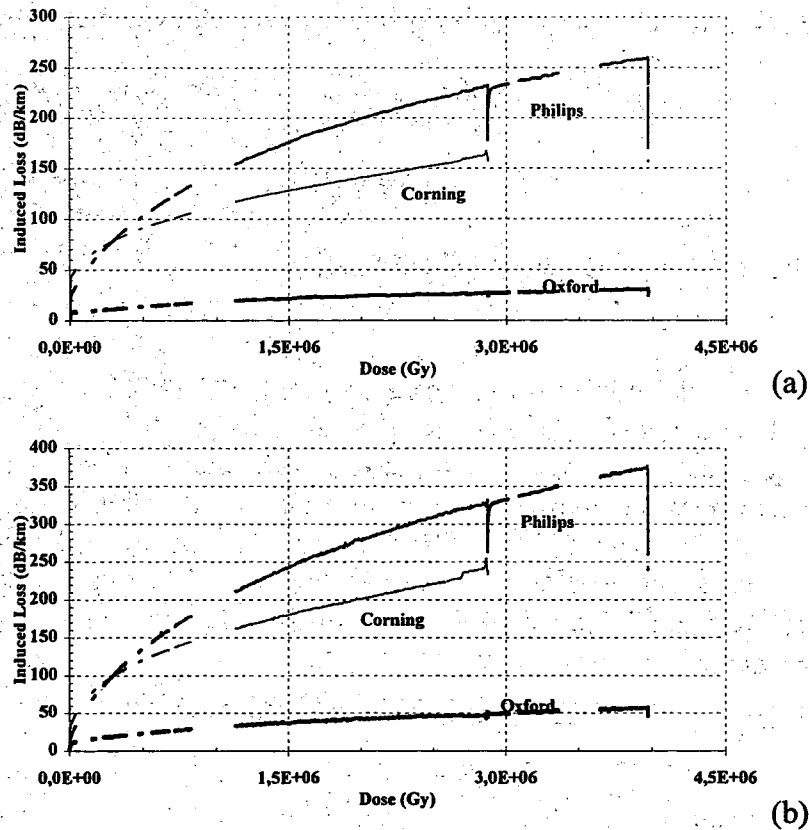 300
250
200
150
100
50
0
Induced Loss (dB/km)
Philips
Corning
Oxford
0,0E+00 1,5E+06 3,0E+06 4,5E+06
Dose (Gy)
(a)
400
350
300
250
200
150
100
50
0
Induced Loss (dB/km)
Philips
Corning
Oxford
0,0E+00 1,5E+06 3,0E+06 4,5E+06
Dose (Gy)
(b)